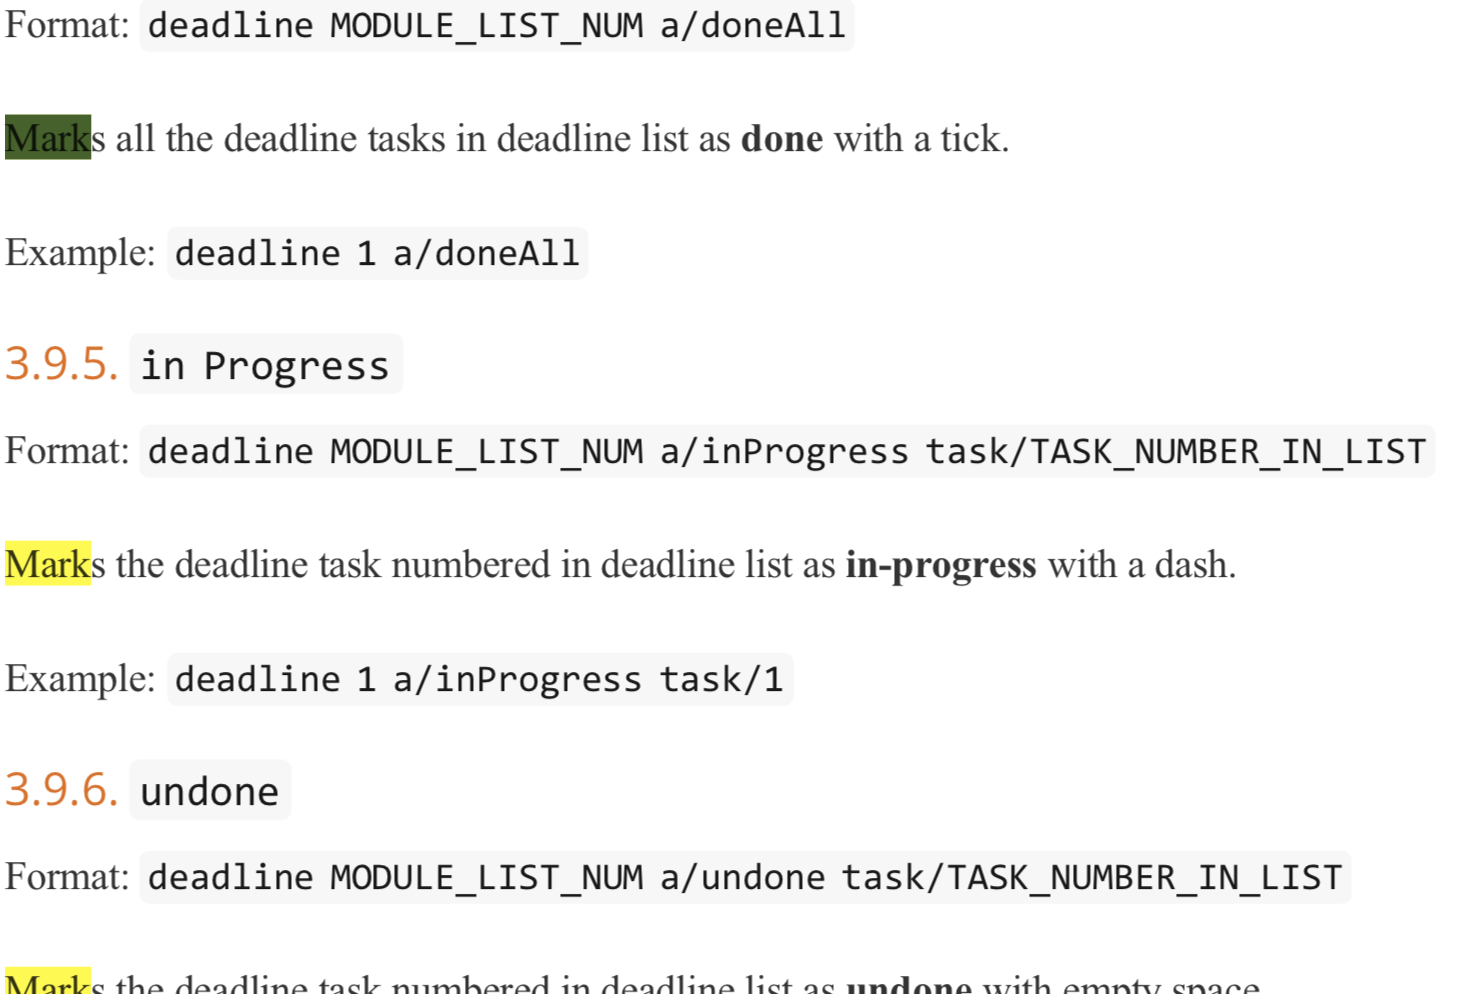 Format: deadline MODULE_LIST_NUM a/doneAll
Marks all the deadline tasks in deadline list as done with a tick.
Example: deadline 1 a/doneAll
3.9.5. in Progress
Format: deadline MODULE_LIST_NUM a/inProgress task/TASK_NUMBER_IN_LIST
Marks the deadline task numbered in deadline list as in-progress with a dash.
Example: deadline 1 a/inProgress task/1
3.9.6. undone
Format: deadline MODULE_LIST_NUM a/undone task/TASK_NUMBER_IN_LIST
Marks the deadline task numbered in deadline list as undone with empty space